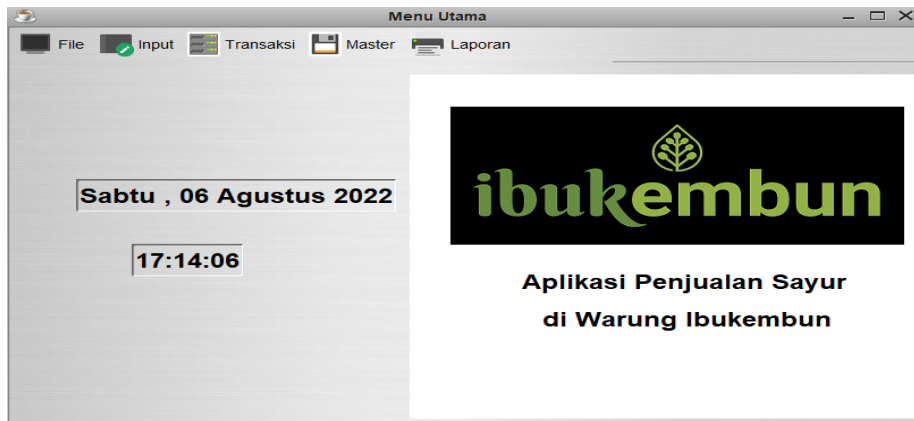 Menu Utama
File Input Transaksi Master Laporan
Sabtu , 06 Agustus 2022
17:14:06
ibukembun
Aplikasi Penjualan Sayur
di Warung Ibukembun